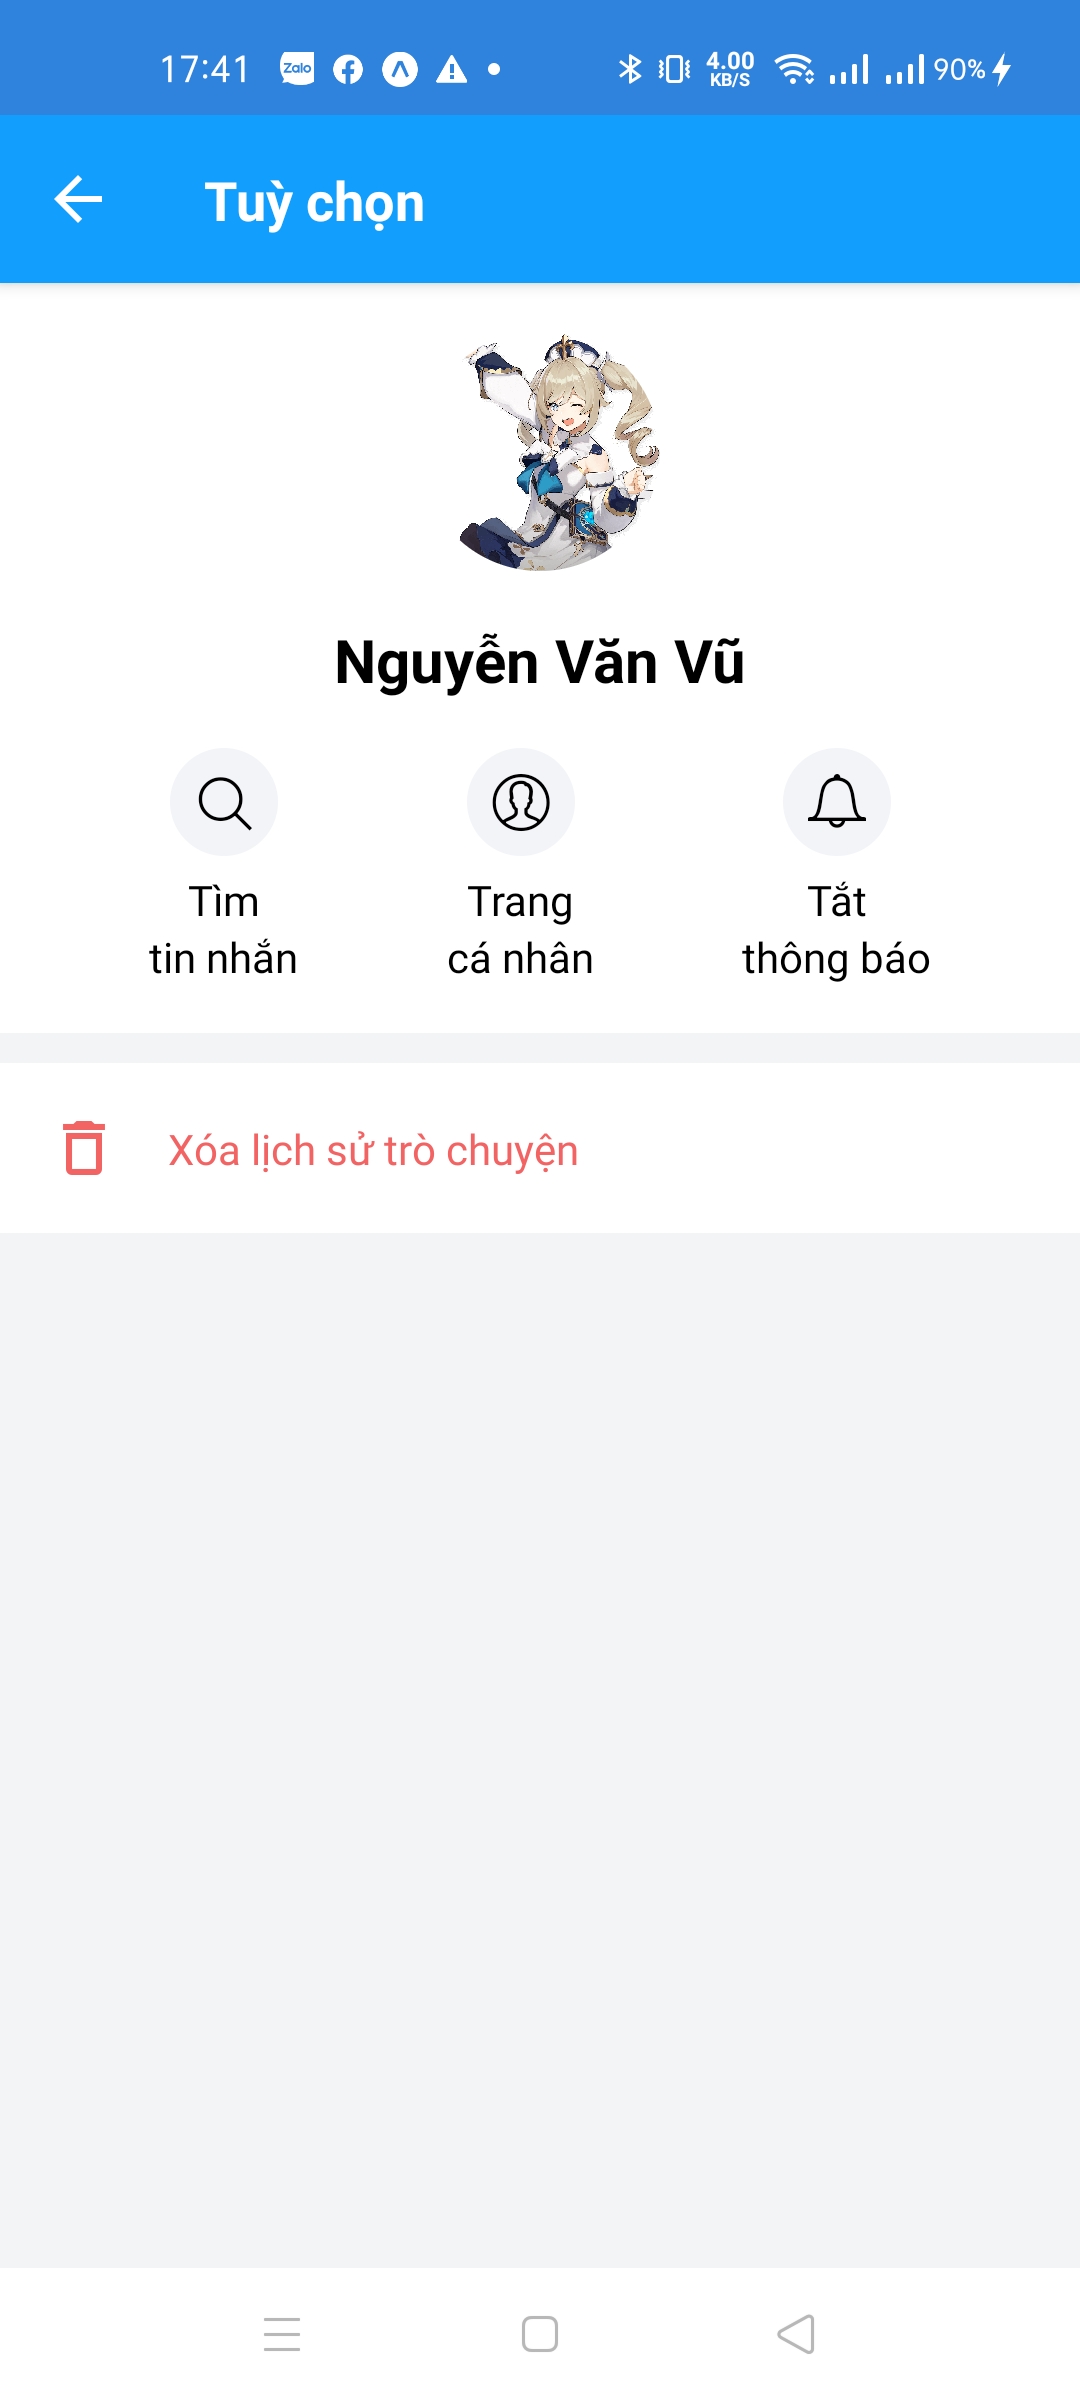 17:41 Zalo 4.00 KB/S 90%
Tuỳ chọn
Nguyễn Văn Vũ
Tìm tin nhắn
Trang cá nhân
Tắt thông báo
Xóa lịch sử trò chuyện